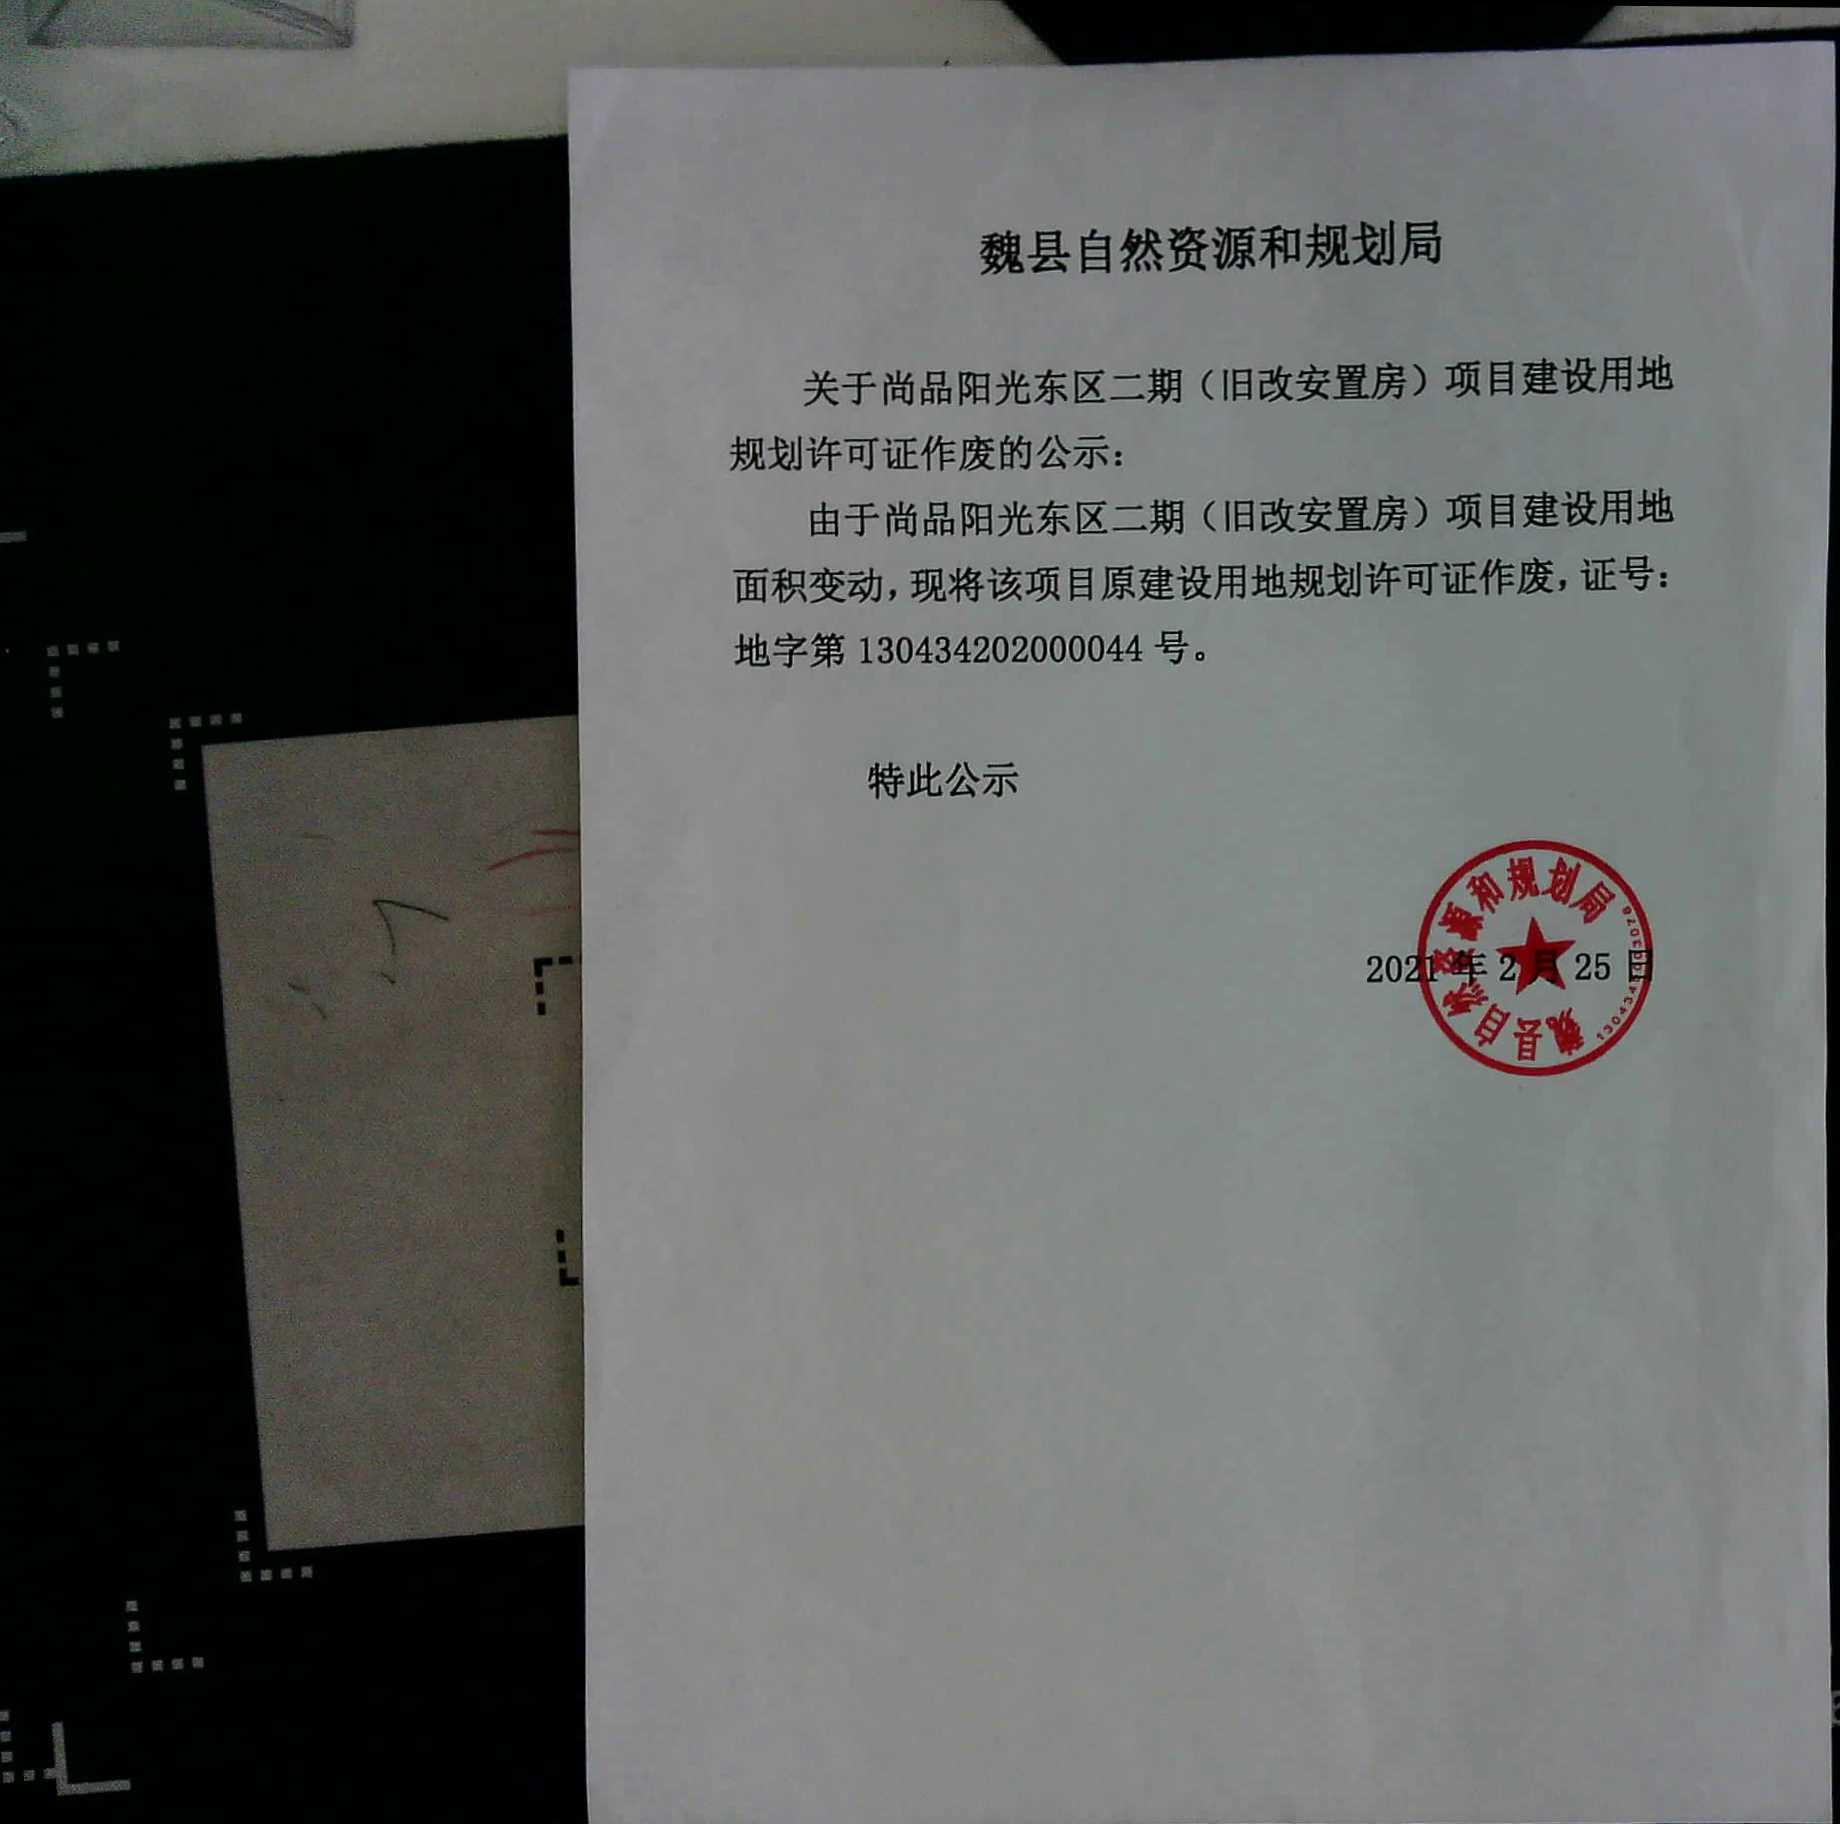 魏县自然资源和规划局
关于尚品阳光东区二期（旧改安置房）项目建设用地
规划许可证作废的公示：
由于尚品阳光东区二期（旧改安置房）项目建设用地
面积变动，现将该项目原建设用地规划许可证作废，证号：
地字第 130434202000044 号。
特此公示
魏县自然资源和规划局
2021 年 2 月 25 日